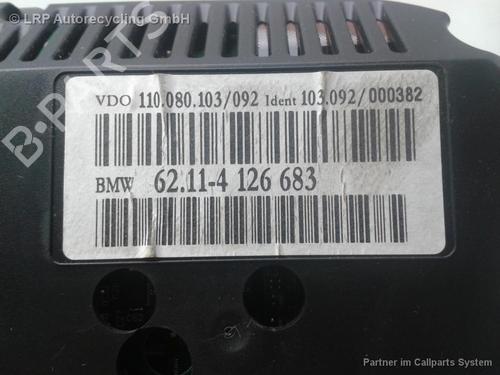 © LRP Autorecycling GmbH
VDO 110.080.103/092 Ident 103.092/000382
BMW 62.11-4 126 683
B-PARTS
Partner im Callparts System